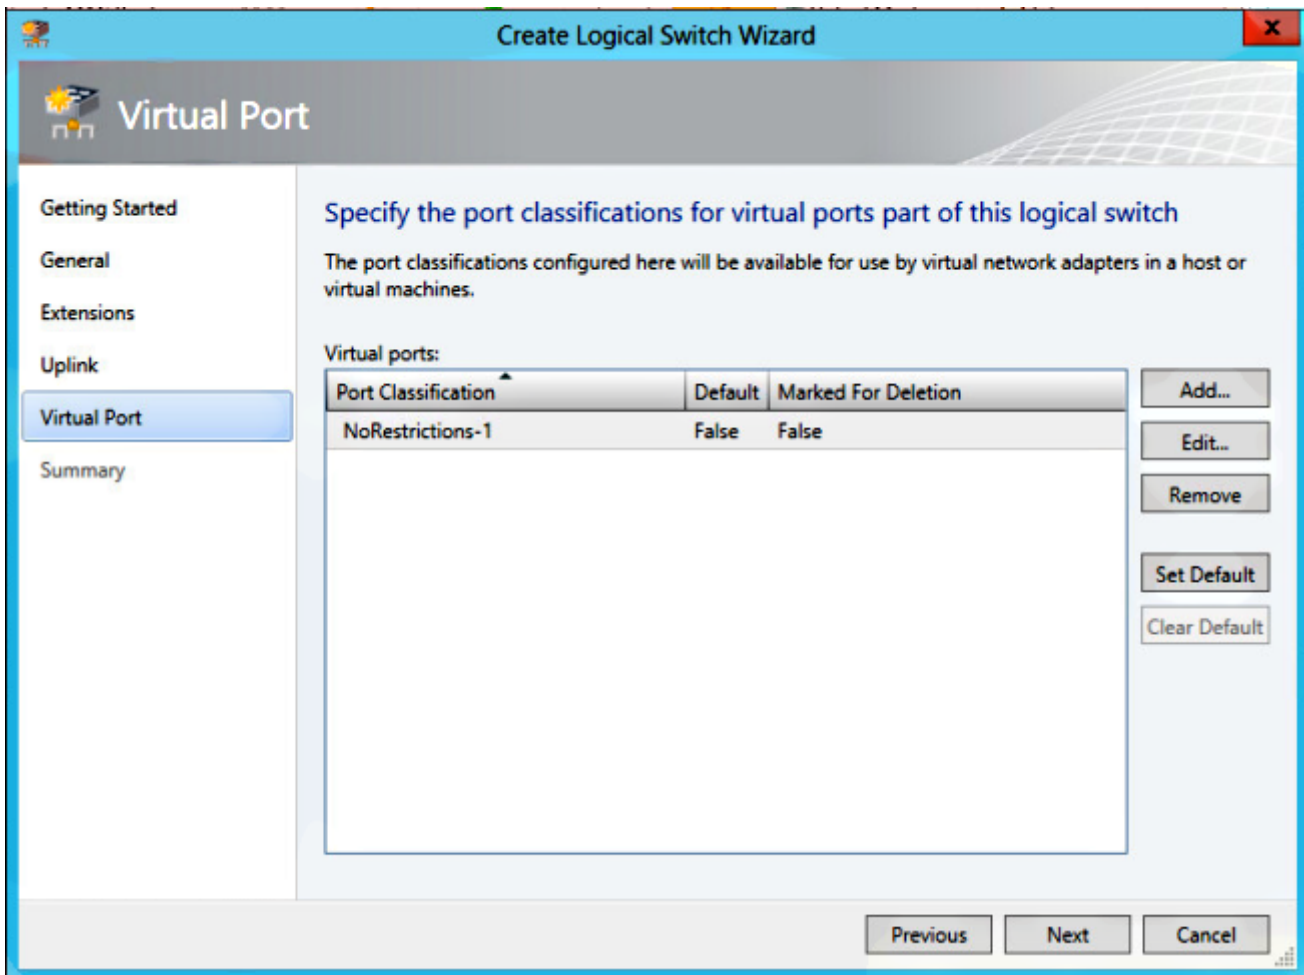 Create Logical Switch Wizard
x
Virtual Port
Getting Started
General
Extensions
Uplink
Virtual Port
Summary
Specify the port classifications for virtual ports part of this logical switch
The port classifications configured here will be available for use by virtual network adapters in a host or
virtual machines.
Virtual ports:
Port Classification Default Marked For Deletion
NoRestrictions-1 False False
Add...
Edit...
Remove
Set Default
Clear Default
Previous Next Cancel